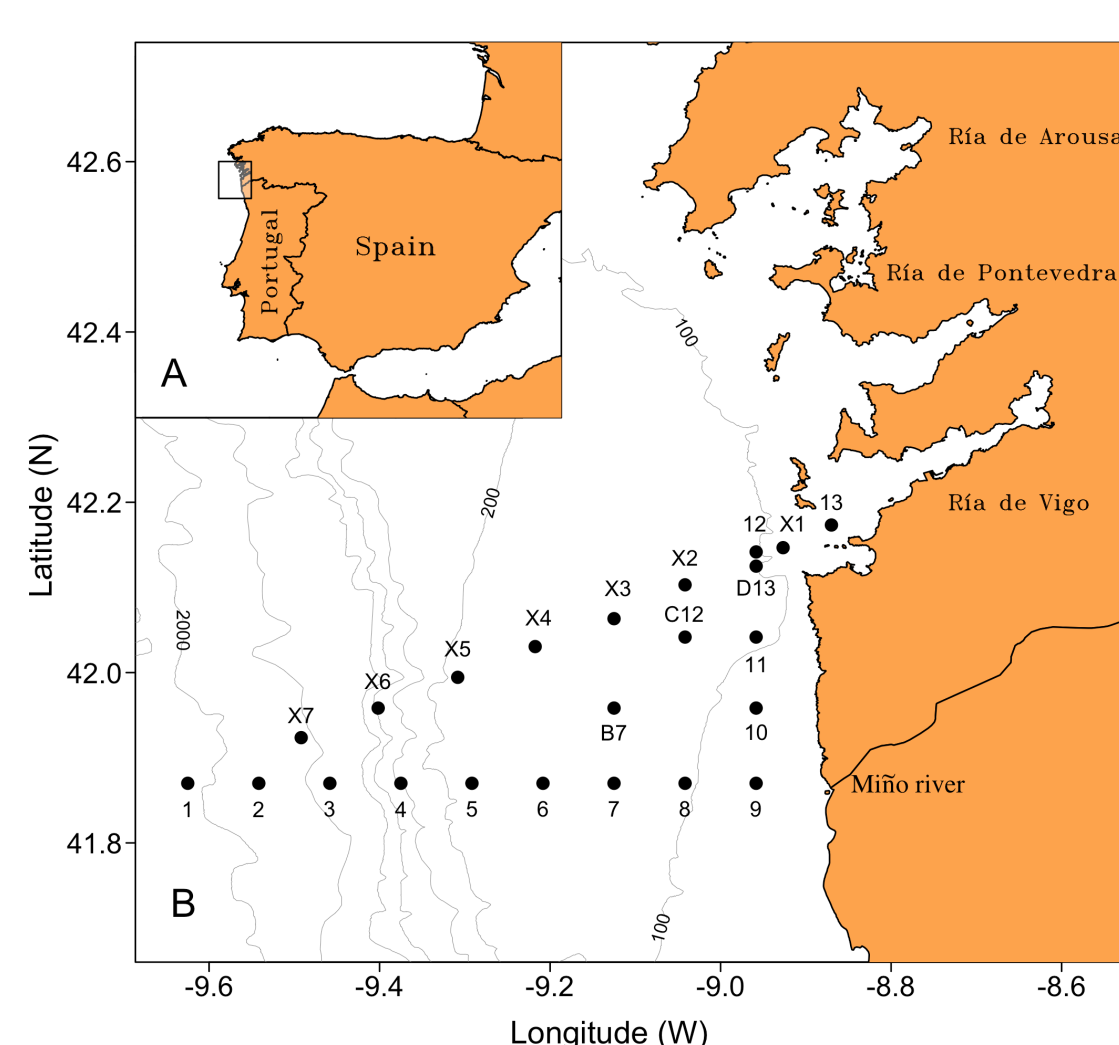 42.6
42.4
42.2
42.0
41.8
Latitude (N)
Portugal
Spain
A
Ría de Arousa
Ría de Pontevedra
100
200
Ría de Vigo
13
12
X1
X2
D13
X3
C12
X4
2000
X5
11
X6
X7
B7
10
Miño river
1
2
3
4
5
6
7
8
9
B
100
-9.6
-9.4
-9.2
-9.0
-8.8
-8.6
Longitude (W)